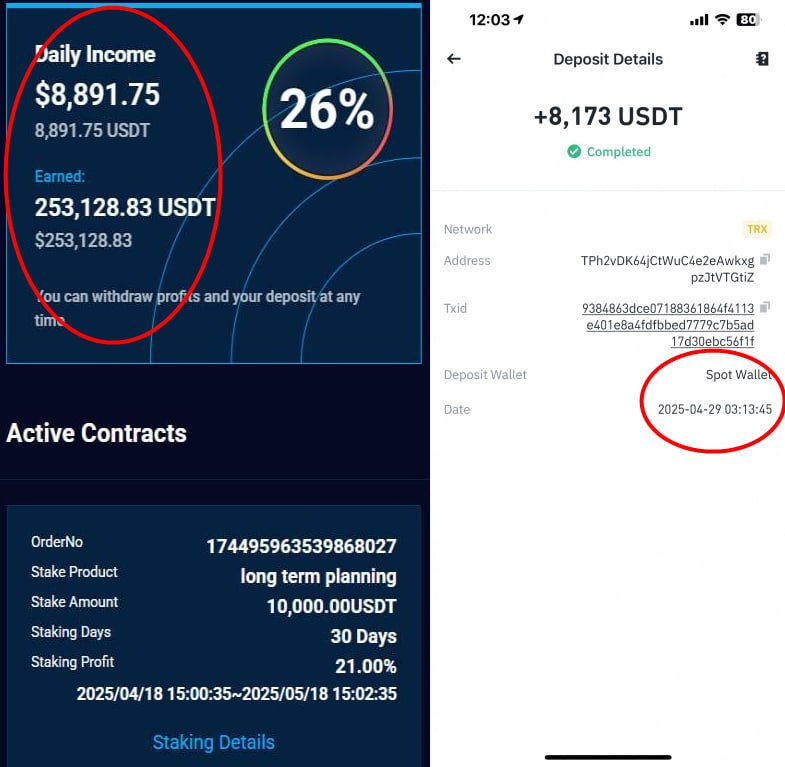 Daily Income
$8,891.75
8,891.75 USDT
26%
Earned:
253,128.83 USDT
$253,128.83
You can withdraw profits and your deposit at any
time.
Active Contracts
OrderNo 174495963539868027
Stake Product long term planning
Stake Amount 10,000.00USDT
Staking Days 30 Days
Staking Profit 21.00%
2025/04/18 15:00:35~2025/05/18 15:02:35
Staking Details
12:03
80
Deposit Details
+8,173 USDT
Completed
Network TRX
Address TPh2vDK64jCtWuC4e2eAwkxg
pzJtVTGtiZ
Txid 9384863dce07188361864f4113
e401e8a4fdfbbed7779c7b5ad
17d30ebc56f1f
Deposit Wallet Spot Wallet
Date 2025-04-29 03:13:45